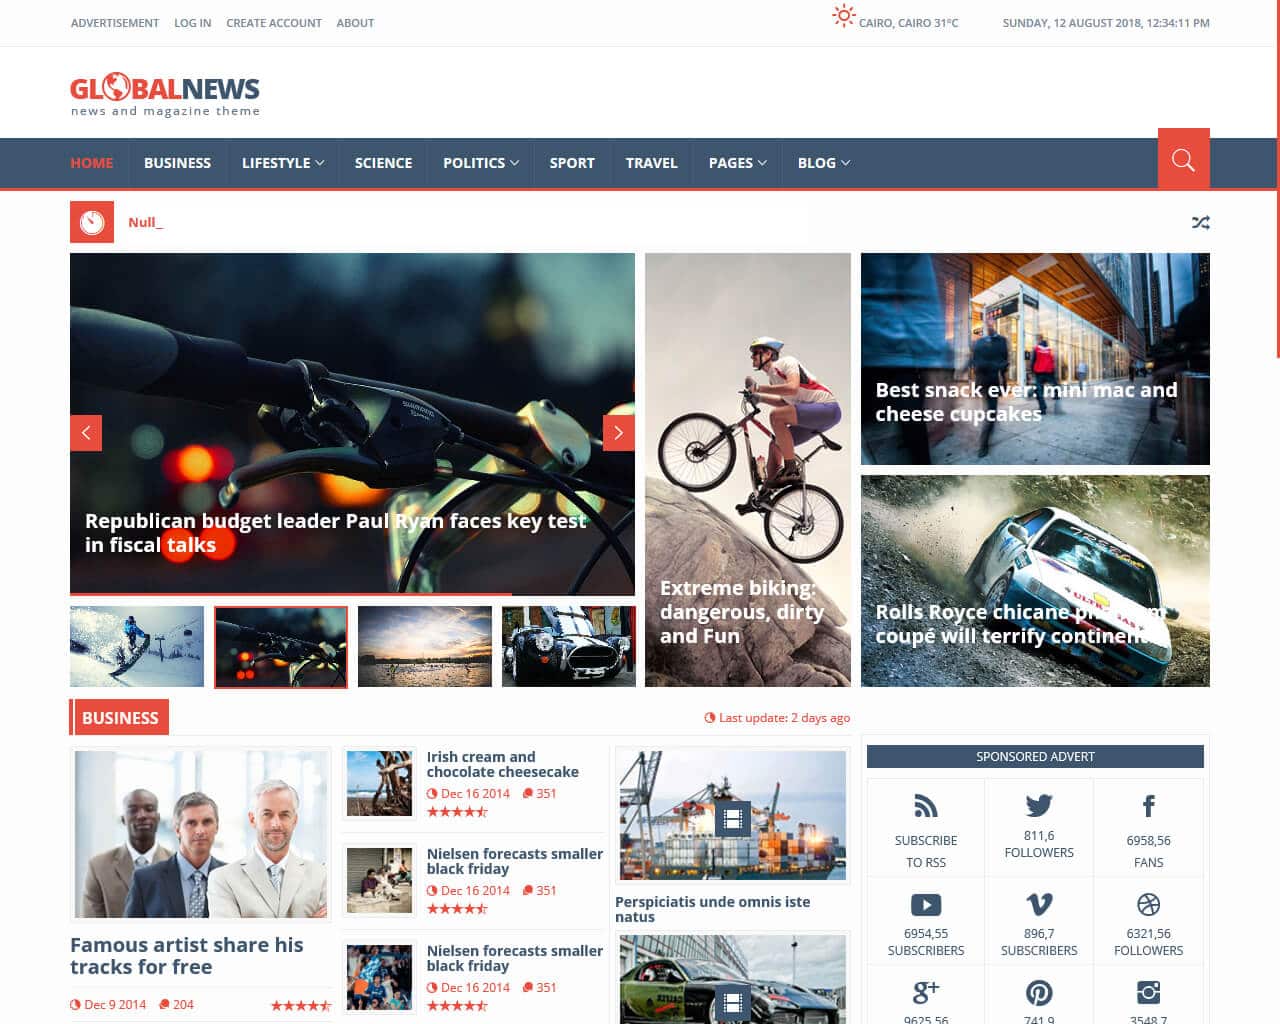 ADVERTISEMENT LOG IN CREATE ACCOUNT ABOUT
CAIRO, CAIRO 31°C
SUNDAY, 12 AUGUST 2018, 12:34:11 PM
GLOBALNEWS
news and magazine theme
HOME BUSINESS LIFESTYLE SCIENCE POLITICS SPORT TRAVEL PAGES BLOG
Null_
SHIMANO
Republican budget leader Paul Ryan faces key test
in fiscal talks
Extreme biking:
dangerous, dirty
and Fun
Best snack ever: mini mac and
cheese cupcakes
Rolls Royce chicane phantom
coupé will terrify continent
BUSINESS
Last update: 2 days ago
Famous artist share his
tracks for free
Dec 9 2014 204
Irish cream and
chocolate cheesecake
Dec 16 2014 351
Nielsen forecasts smaller
black friday
Dec 16 2014 351
Nielsen forecasts smaller
black friday
Dec 16 2014 351
Perspiciatis unde omnis iste
natus
SPONSORED ADVERT
SUBSCRIBE
TO RSS
811,6
FOLLOWERS
6958,56
FANS
6954,55
SUBSCRIBERS
896,7
SUBSCRIBERS
6321,56
FOLLOWERS
9625,56
741,9
3548,7